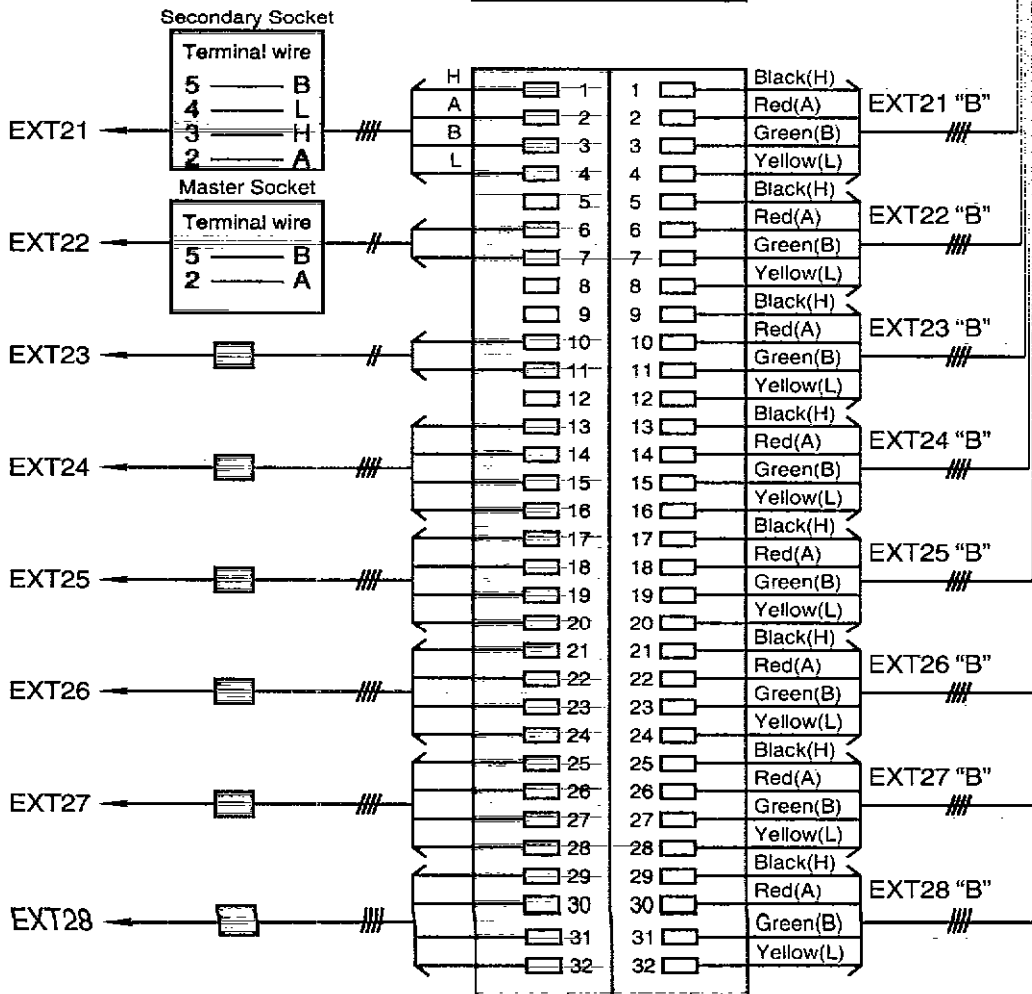 Secondary Socket
Terminal wire
5 B
4 L
3 H
2 A
EXT21
Master Socket
Terminal wire
5 B
2 A
EXT22
EXT23
EXT24
EXT25
EXT26
EXT27
EXT28
H
A
B
L
1 1 Black(H)
2 2 Red(A)
3 3 Green(B)
4 4 Yellow(L)
EXT21 "B"
5 5 Black(H)
6 6 Red(A)
7 7 Green(B)
8 8 Yellow(L)
EXT22 "B"
9 9 Black(H)
10 10 Red(A)
11 11 Green(B)
12 12 Yellow(L)
EXT23 "B"
13 13 Black(H)
14 14 Red(A)
15 15 Green(B)
16 16 Yellow(L)
EXT24 "B"
17 17 Black(H)
18 18 Red(A)
19 19 Green(B)
20 20 Yellow(L)
EXT25 "B"
21 21 Black(H)
22 22 Red(A)
23 23 Green(B)
24 24 Yellow(L)
EXT26 "B"
25 25 Black(H)
26 26 Red(A)
27 27 Green(B)
28 28 Yellow(L)
EXT27 "B"
29 29 Black(H)
30 30 Red(A)
31 31 Green(B)
32 32 Yellow(L)
EXT28 "B"